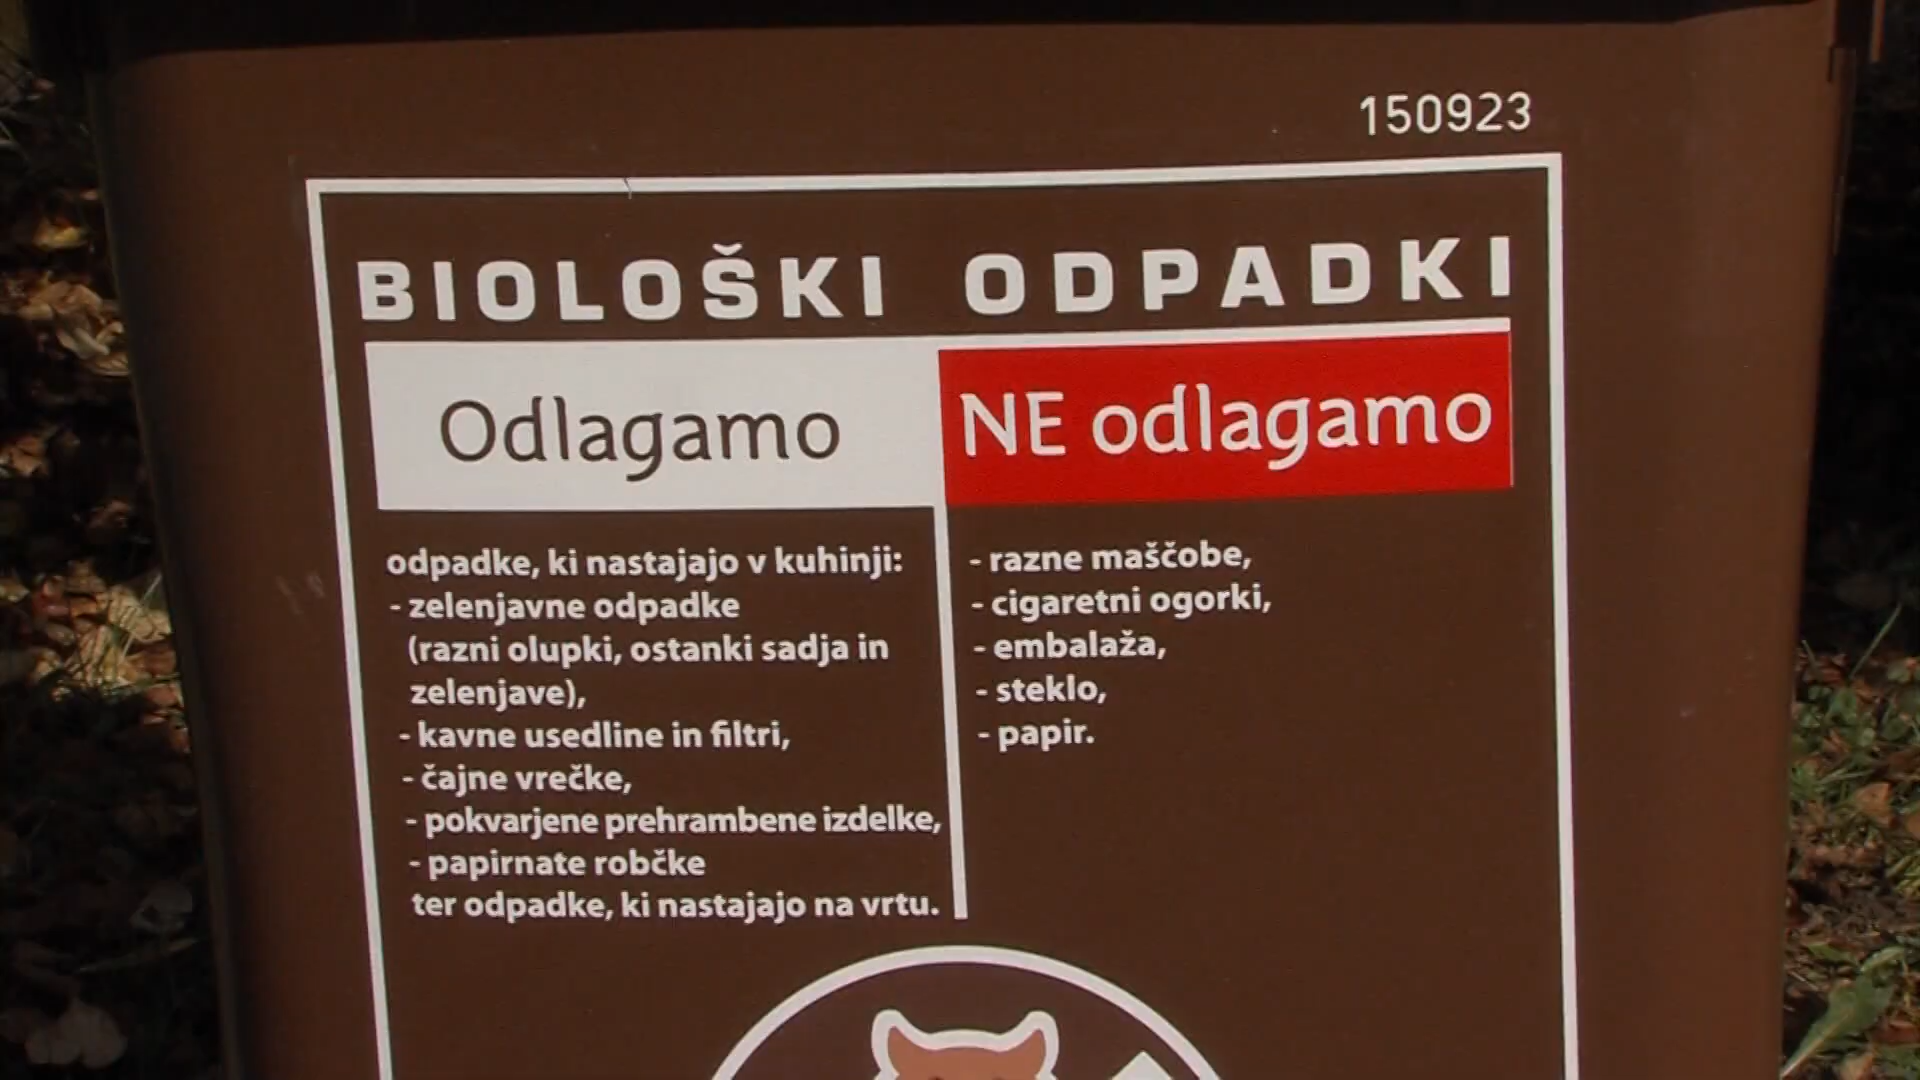 150923
BIOLOŠKI ODPADKI
Odlagamo
odpadke, ki nastajajo v kuhinji:
- zelenjavne odpadke
(razni olupki, ostanki sadja in
zelenjave),
- kavne usedline in filtri,
- čajne vrečke,
- pokvarjene prehrambene izdelke,
- papirnate robčke
ter odpadke, ki nastajajo na vrtu.
NE odlagamo
- razne maščobe,
- cigaretni ogorki,
- embalaža,
- steklo,
- papir.